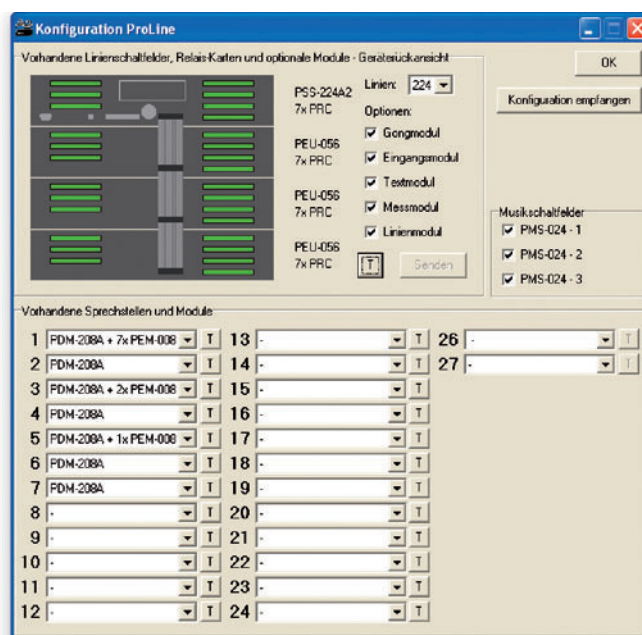 Konfiguration ProLine
Vorhandene Linienschaltfelder, Relais-Karten und optionale Module - Geräterückansicht
PSS-224A2
7x PRC
PEU-056
7x PRC
PEU-056
7x PRC
PEU-056
7x PRC
Linien: 224
Optionen:
Gongmodul
Eingangsmodul
Textmodul
Messmodul
Linienmodul
T Senden
OK
Konfiguration empfangen
Musikschaltfelder
PMS-024 - 1
PMS-024 - 2
PMS-024 - 3
Vorhandene Sprechstellen und Module
1 PDM-208A + 7x PEM-008 T
2 PDM-208A T
3 PDM-208A + 2x PEM-008 T
4 PDM-208A T
5 PDM-208A + 1x PEM-008 T
6 PDM-208A T
7 PDM-208A T
8 - T
9 - T
10 - T
11 - T
12 - T
13 - T
14 - T
15 - T
16 - T
17 - T
18 - T
19 - T
20 - T
21 - T
22 - T
23 - T
24 - T
26 - T
27 - T